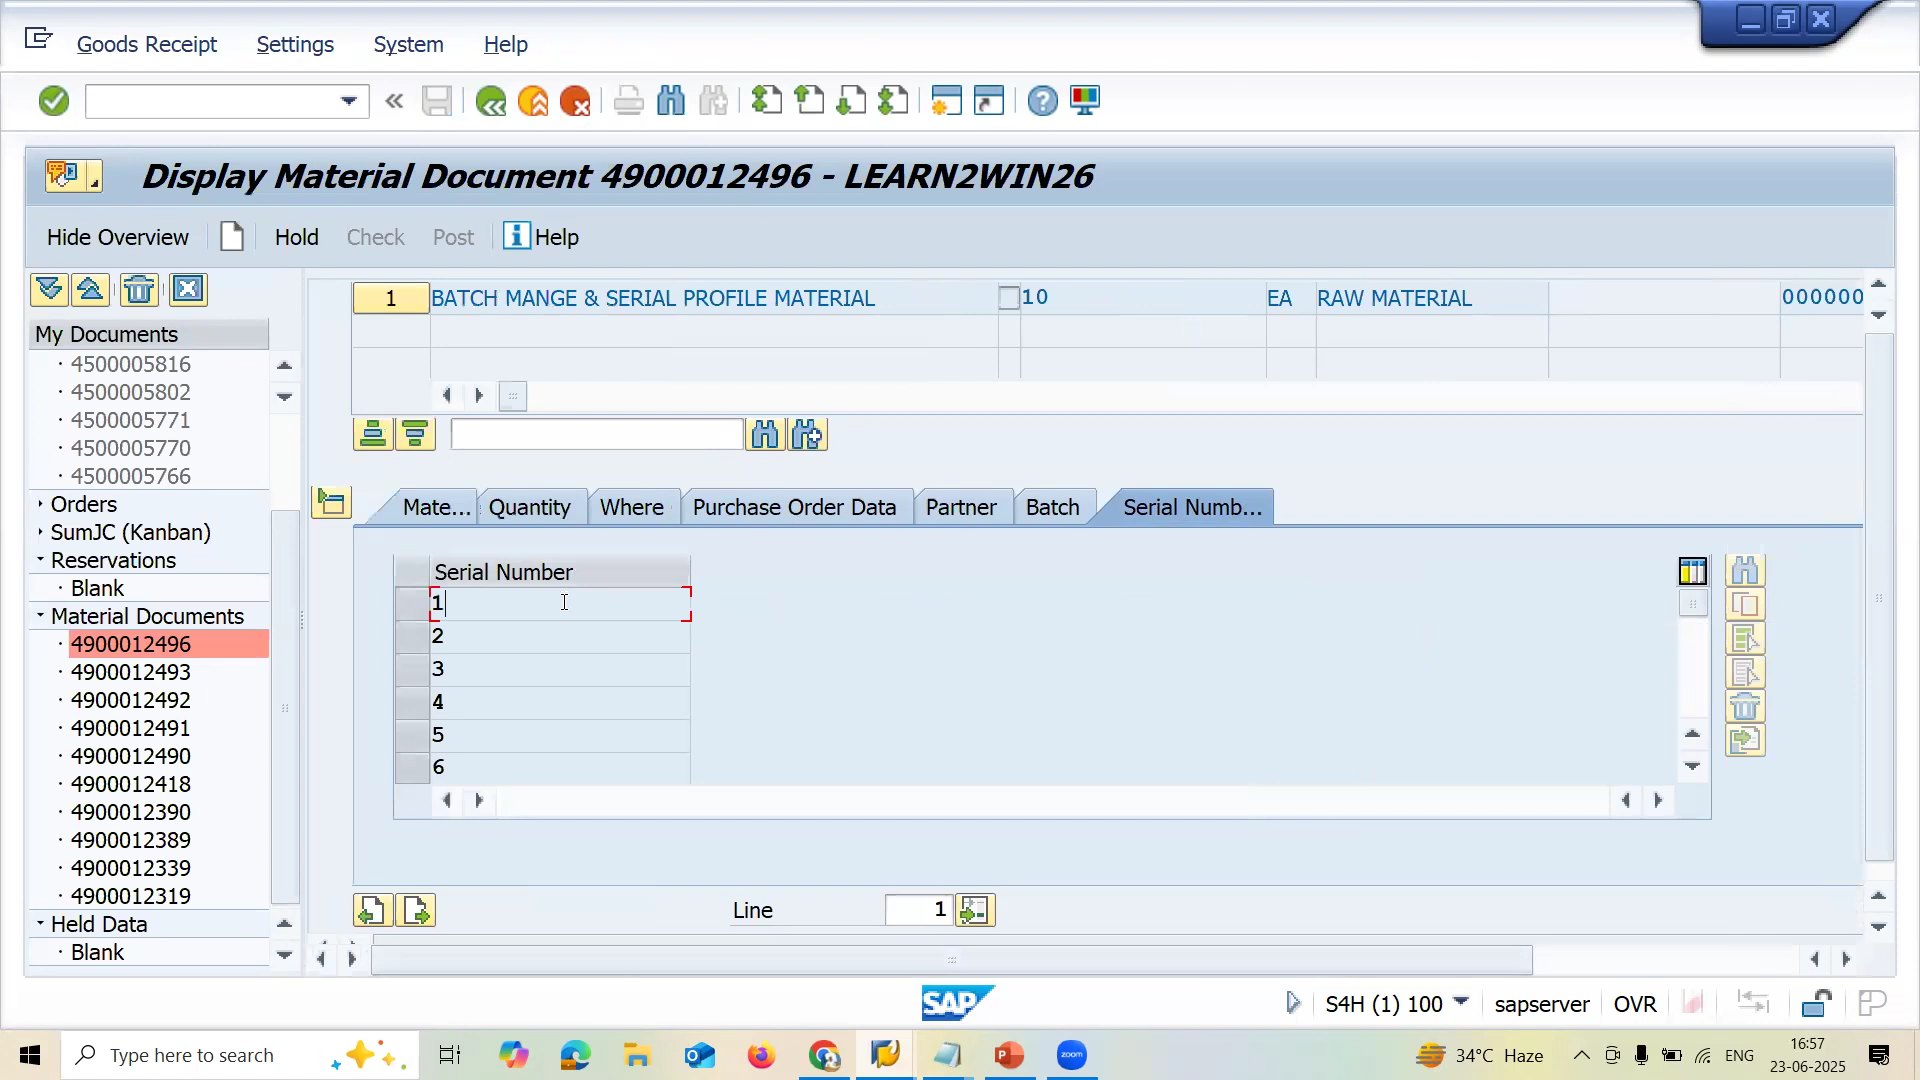 Goods Receipt Settings System Help
Display Material Document 4900012496 - LEARN2WIN26
Hide Overview Hold Check Post Help
My Documents
4500005816
4500005802
4500005771
4500005770
4500005766
Orders
SumJC (Kanban)
Reservations
Blank
Material Documents
4900012496
4900012493
4900012492
4900012491
4900012490
4900012418
4900012390
4900012389
4900012339
4900012319
Held Data
Blank
1 BATCH MANGE & SERIAL PROFILE MATERIAL 10 EA RAW MATERIAL 000000
Mate... Quantity Where Purchase Order Data Partner Batch Serial Numb...
Serial Number
1
2
3
4
5
6
Line 1
SAP S4H (1) 100 sapserver OVR
Type here to search zoom 34°C Haze ENG 16:57
23-06-2025